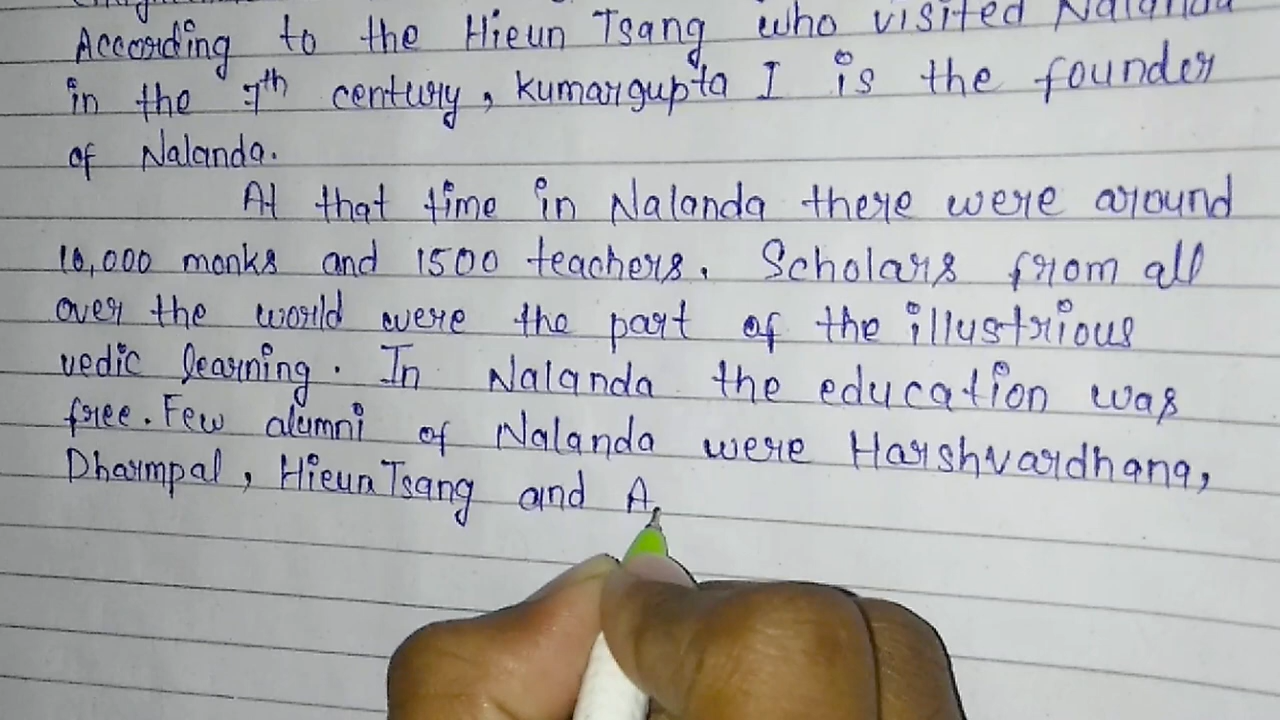 According to the Hieun Tsang who visited Nalanda
in the 7th century, Kumargupta I is the founder
of Nalanda.
At that time in Nalanda there were around
10,000 monks and 1500 teachers. Scholars from all
over the world were the part of the illustrious
vedic learning. In Nalanda the education was
free. Few alumni of Nalanda were Harshvardhana,
Dharmpal, Hieun Tsang and A